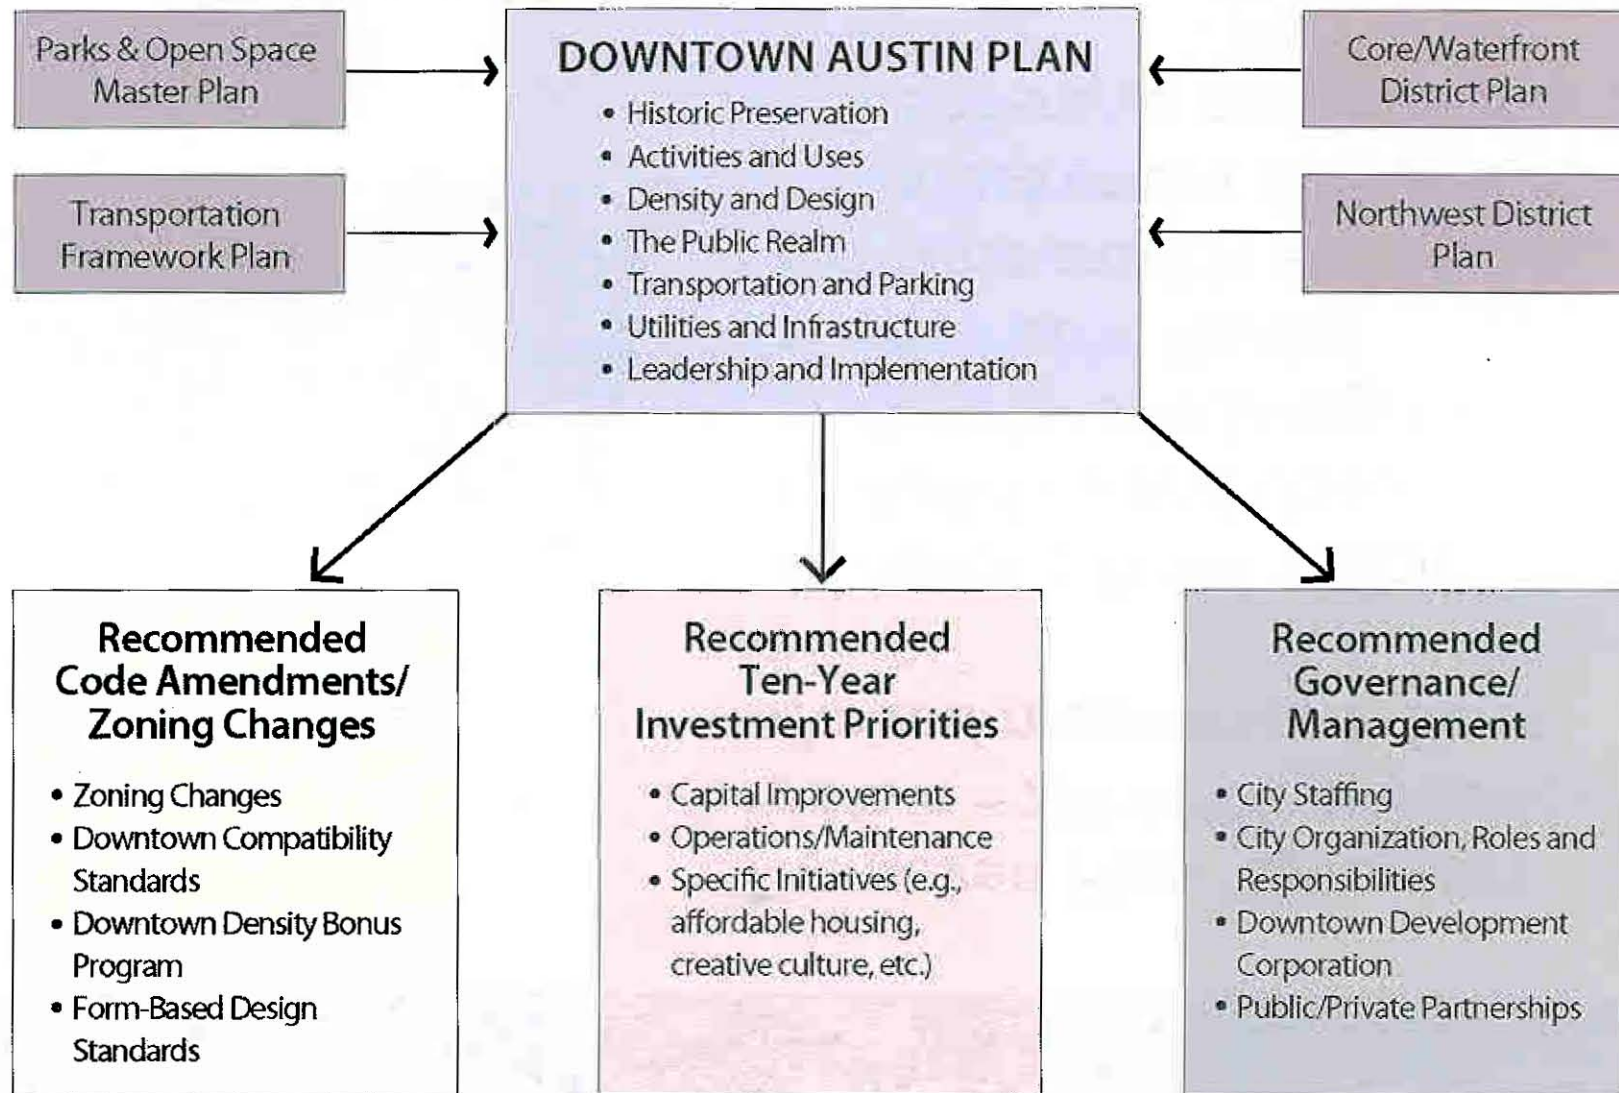 Parks & Open Space
Master Plan
Transportation
Framework Plan
DOWNTOWN AUSTIN PLAN
• Historic Preservation
• Activities and Uses
• Density and Design
• The Public Realm
• Transportation and Parking
• Utilities and Infrastructure
• Leadership and Implementation
Core/Waterfront
District Plan
Northwest District
Plan
Recommended
Code Amendments/
Zoning Changes
• Zoning Changes
• Downtown Compatibility
Standards
• Downtown Density Bonus
Program
• Form-Based Design
Standards
Recommended
Ten-Year
Investment Priorities
• Capital Improvements
• Operations/Maintenance
• Specific Initiatives (e.g.,
affordable housing,
creative culture, etc.)
Recommended
Governance/
Management
• City Staffing
• City Organization, Roles and
Responsibilities
• Downtown Development
Corporation
• Public/Private Partnerships